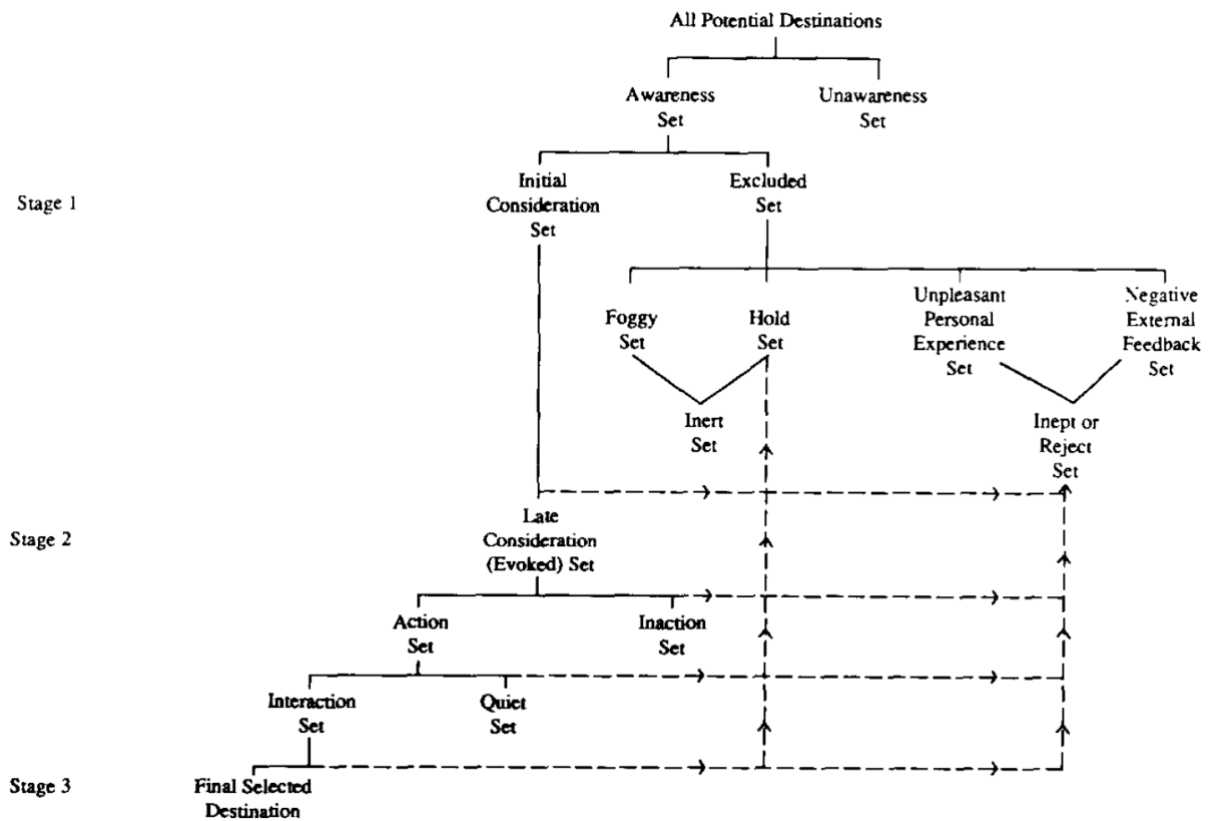 All Potential Destinations
Awareness
Set
Unawareness
Set
Stage 1
Initial
Consideration
Set
Excluded
Set
Foggy
Set
Hold
Set
Unpleasant
Personal
Experience
Set
Negative
External
Feedback
Set
Inert
Set
Inept or
Reject
Set
Stage 2
Late
Consideration
(Evoked) Set
Action
Set
Inaction
Set
Interaction
Set
Quiet
Set
Stage 3
Final Selected
Destination